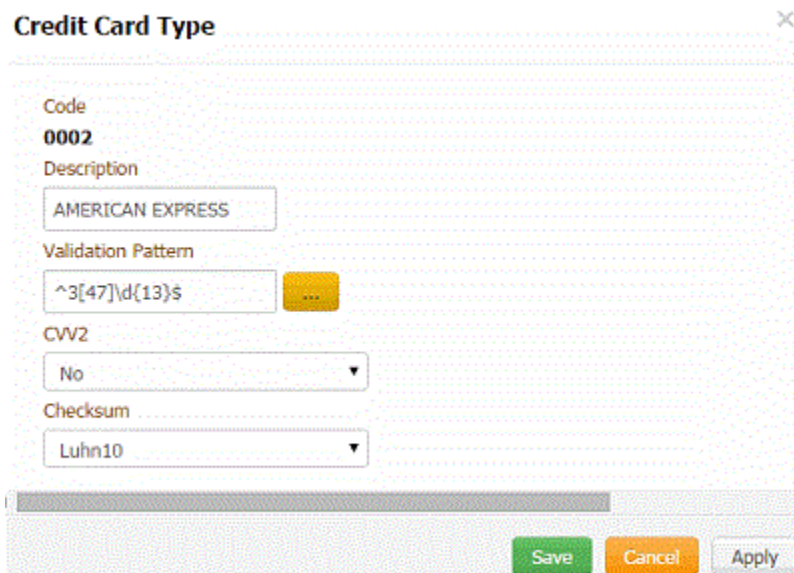 Credit Card Type
×
Code
0002
Description
AMERICAN EXPRESS
Validation Pattern
^3[47]\d{13}$
...
CVV2
No
Checksum
Luhn10
Save Cancel Apply